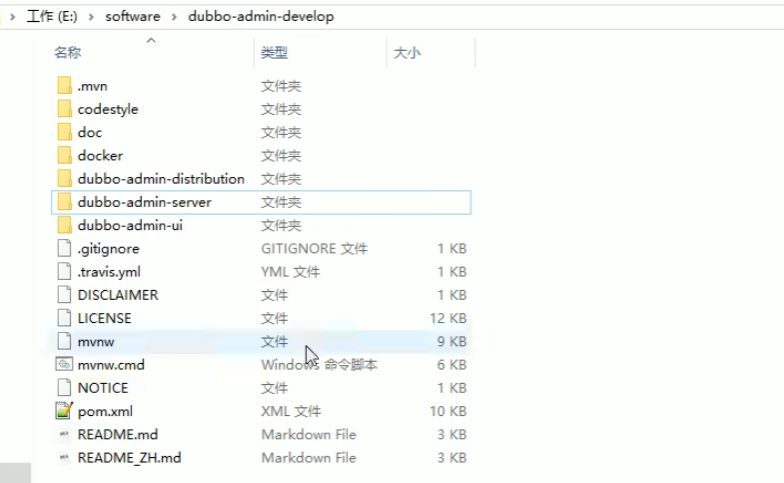 工作 (E:) > software > dubbo-admin-develop
名称 类型 大小
.mvn 文件夹
codestyle 文件夹
doc 文件夹
docker 文件夹
dubbo-admin-distribution 文件夹
dubbo-admin-server 文件夹
dubbo-admin-ui 文件夹
.gitignore GITIGNORE 文件 1 KB
.travis.yml YML 文件 1 KB
DISCLAIMER 文件 1 KB
LICENSE 文件 12 KB
mvnw 文件 9 KB
mvnw.cmd Windows 命令脚本 6 KB
NOTICE 文件 1 KB
pom.xml XML 文件 10 KB
README.md Markdown File 3 KB
README_ZH.md Markdown File 3 KB